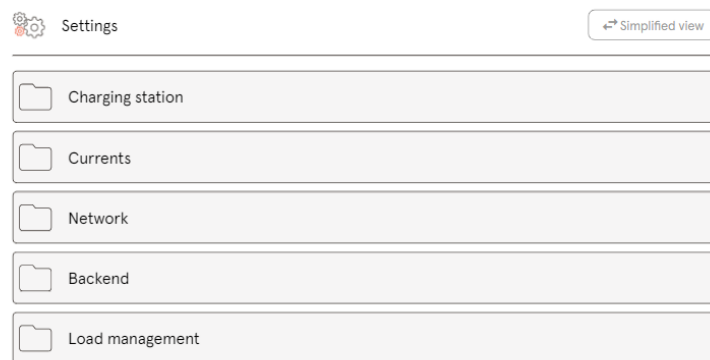 Settings
Simplified view
Charging station
Currents
Network
Backend
Load management